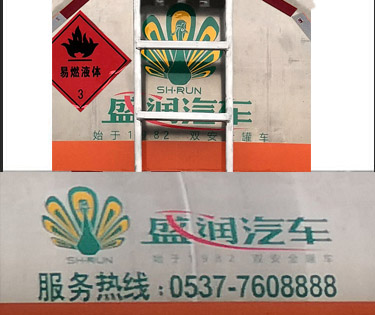 易燃液体
3
SH·RUN
盛润汽车
始于1982 双安全罐车
SH·RUN
盛润汽车
始于1982 双安全罐车
服务热线：0537-7608888